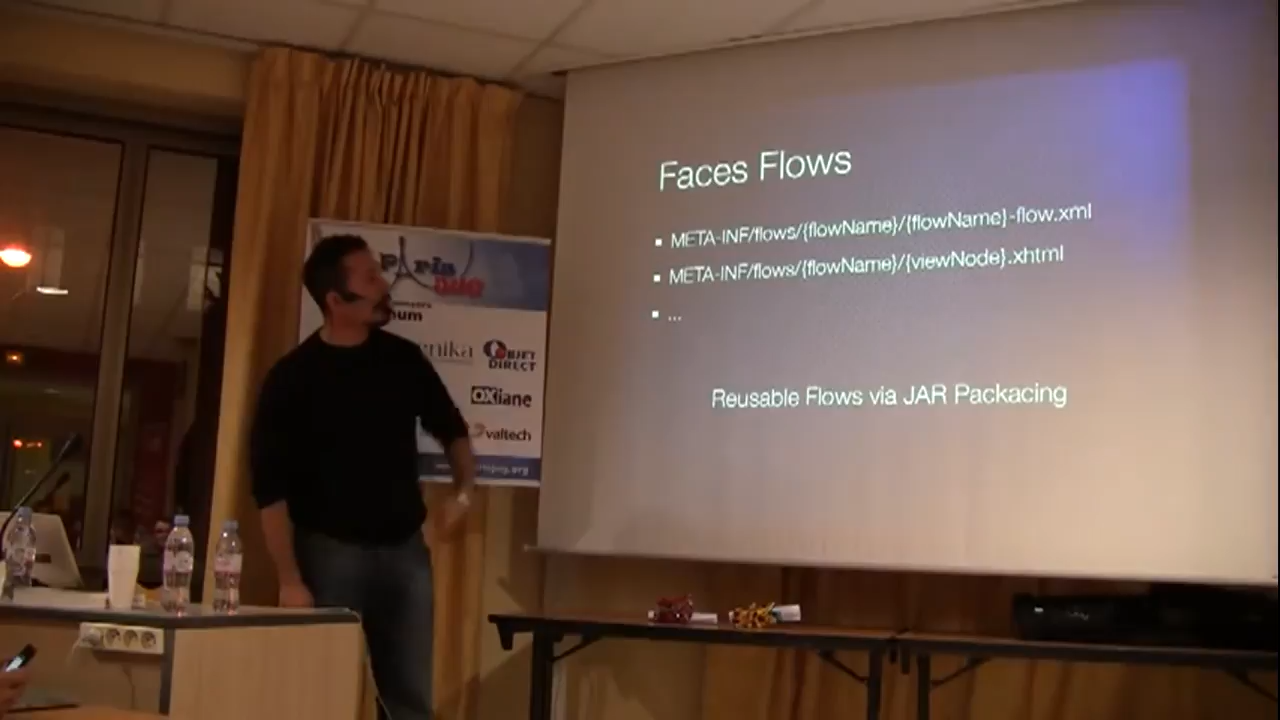 Faces Flows
META-INF/flows/{flowName}/{flowName}-flow.xml
META-INF/flows/{flowName}/{viewNode}.xhtml
...
Reusable Flows via JAR Packacing
Paris
OBJET
DIRECT
OXiane
valtech